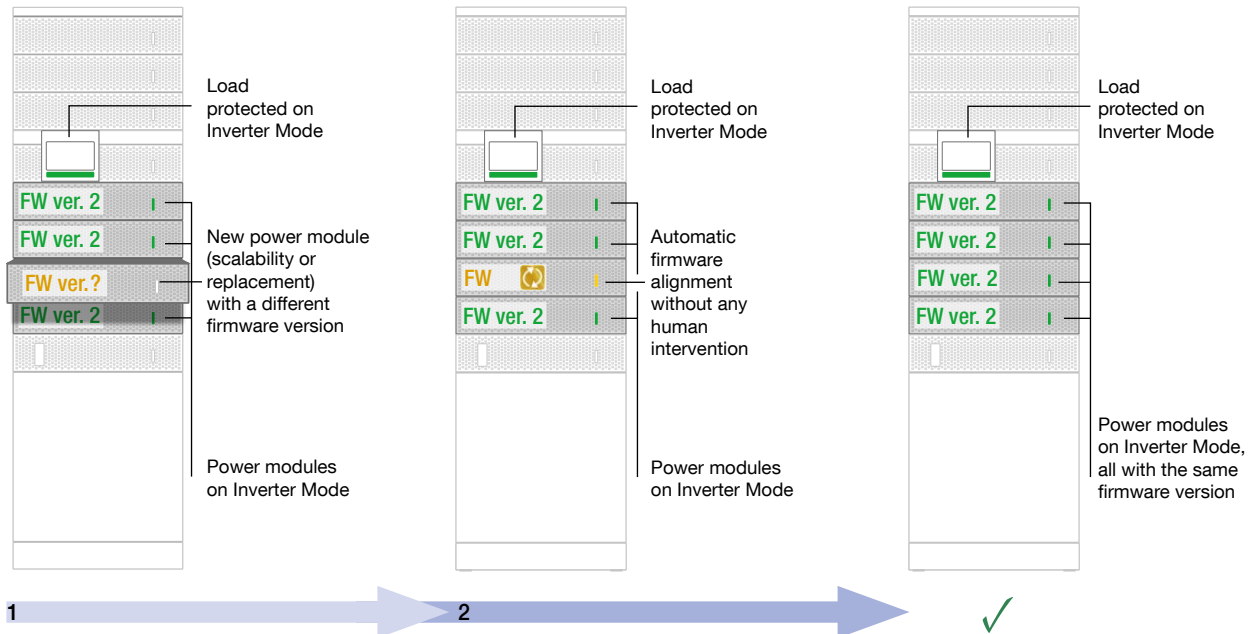 Load
protected on
Inverter Mode
FW ver. 2
FW ver. 2
New power module
(scalability or
replacement)
with a different
firmware version
FW ver. ?
FW ver. 2
Power modules
on Inverter Mode
Load
protected on
Inverter Mode
FW ver. 2
FW ver. 2
Automatic
firmware
alignment
without any
human
intervention
FW
FW ver. 2
Power modules
on Inverter Mode
Load
protected on
Inverter Mode
FW ver. 2
FW ver. 2
FW ver. 2
FW ver. 2
Power modules
on Inverter Mode,
all with the same
firmware version
1
2